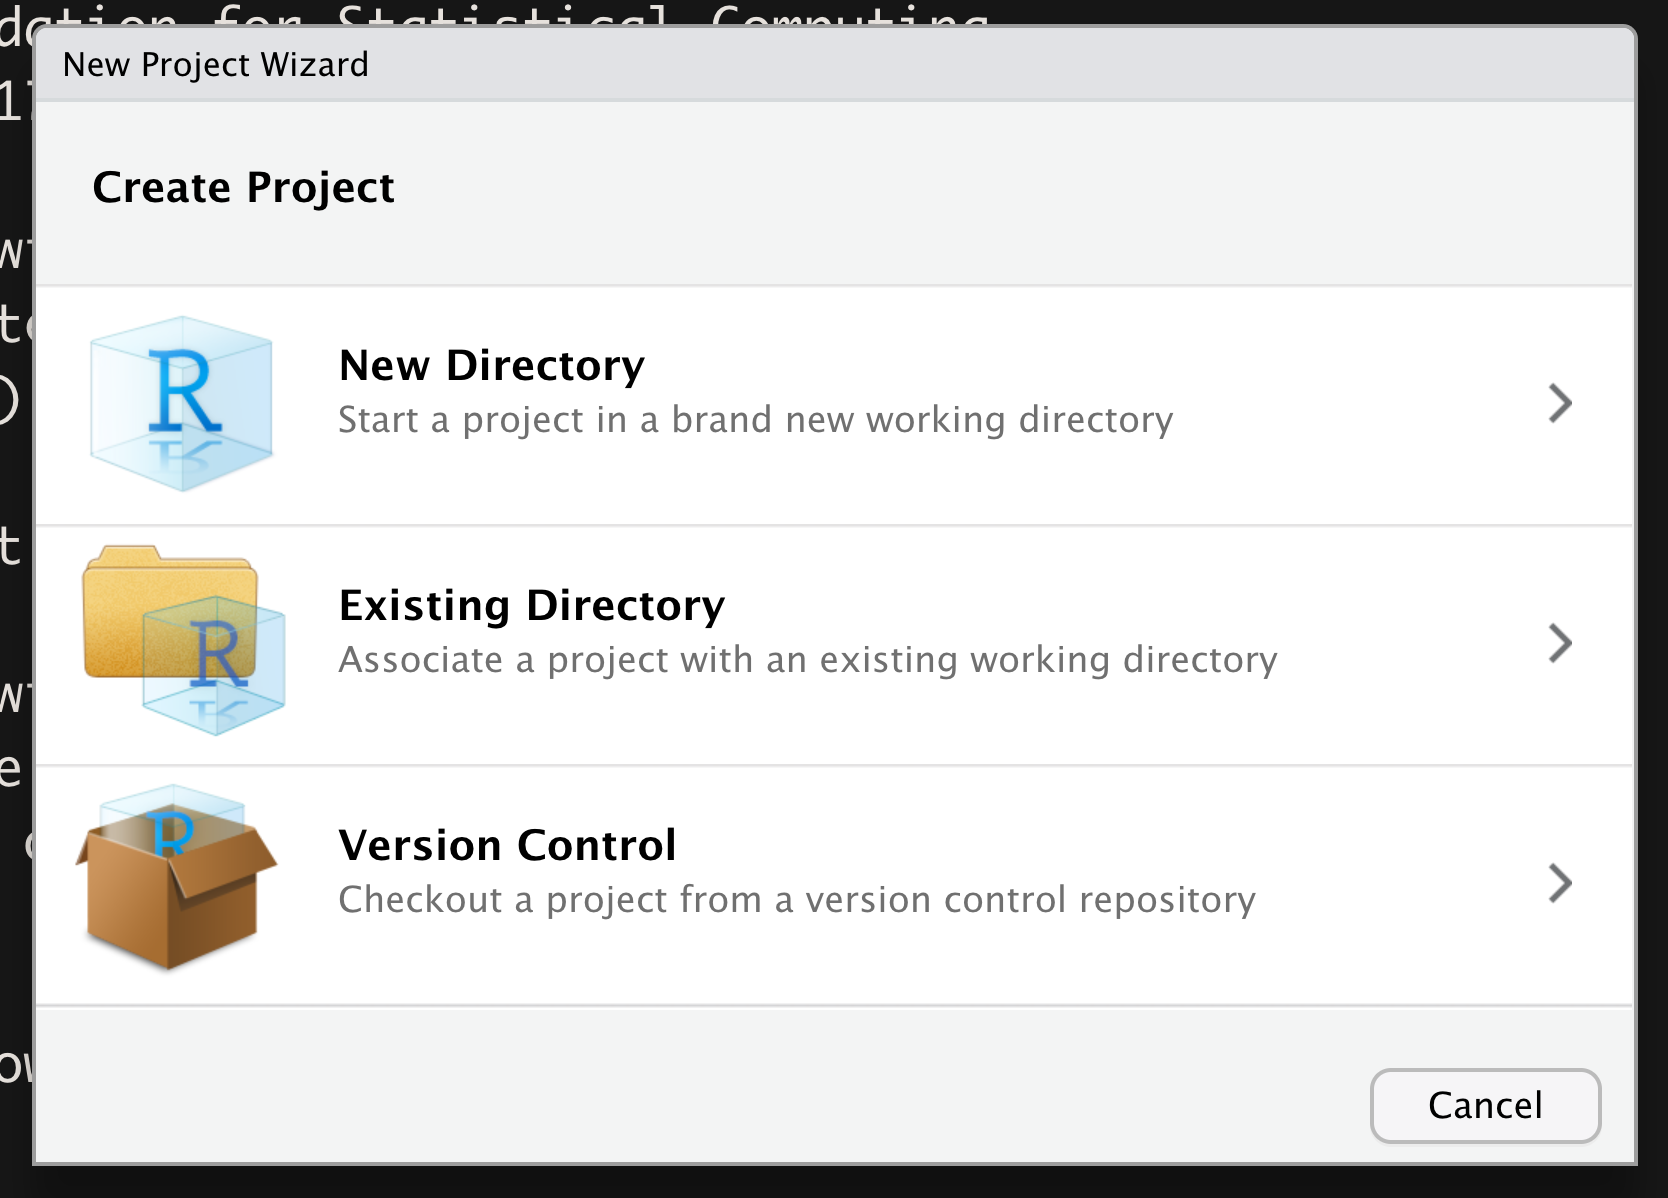 dation for Statistical Computing
New Project Wizard
Create Project
R
New Directory
Start a project in a brand new working directory
R
Existing Directory
Associate a project with an existing working directory
R
Version Control
Checkout a project from a version control repository
Cancel